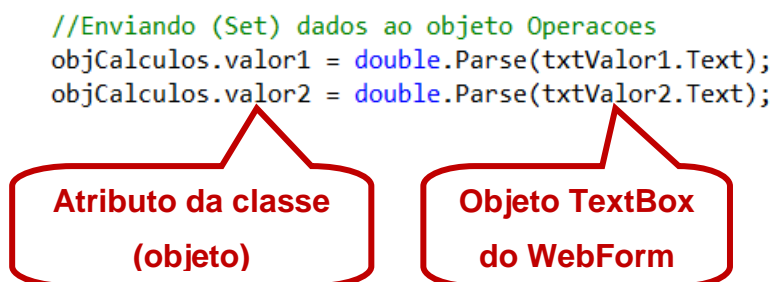 //Enviando (Set) dados ao objeto Operacoes
objCalculos.valor1 = double.Parse(txtValor1.Text);
objCalculos.valor2 = double.Parse(txtValor2.Text);
Atributo da classe
(objeto)
Objeto TextBox
do WebForm